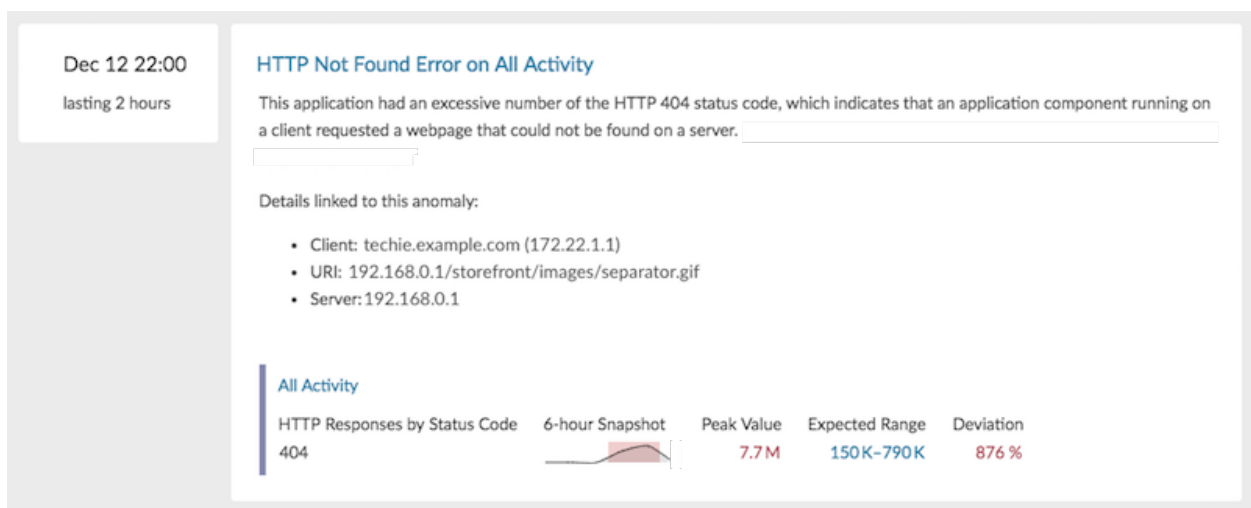 Dec 12 22:00
lasting 2 hours
HTTP Not Found Error on All Activity
This application had an excessive number of the HTTP 404 status code, which indicates that an application component running on
a client requested a webpage that could not be found on a server.
Details linked to this anomaly:
• Client: techie.example.com (172.22.1.1)
• URI: 192.168.0.1/storefront/images/separator.gif
• Server:192.168.0.1
All Activity
HTTP Responses by Status Code 6-hour Snapshot Peak Value Expected Range Deviation
404 7.7 M 150 K–790 K 876 %